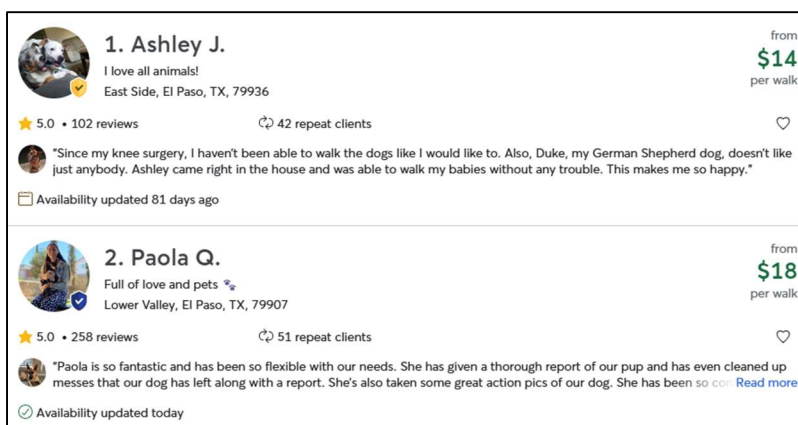 1. Ashley J.
from
$14
per walk
I love all animals!
East Side, El Paso, TX, 79936
5.0 • 102 reviews
42 repeat clients
"Since my knee surgery, I haven't been able to walk the dogs like I would like to. Also, Duke, my German Shepherd dog, doesn't like
just anybody. Ashley came right in the house and was able to walk my babies without any trouble. This makes me so happy."
Availability updated 81 days ago
2. Paola Q.
from
$18
per walk
Full of love and pets 🐾
Lower Valley, El Paso, TX, 79907
5.0 • 258 reviews
51 repeat clients
"Paola is so fantastic and has been so flexible with our needs. She has given a thorough report of our pup and has even cleaned up
messes that our dog has left along with a report. She's also taken some great action pics of our dog. She has been so Read more
Availability updated today